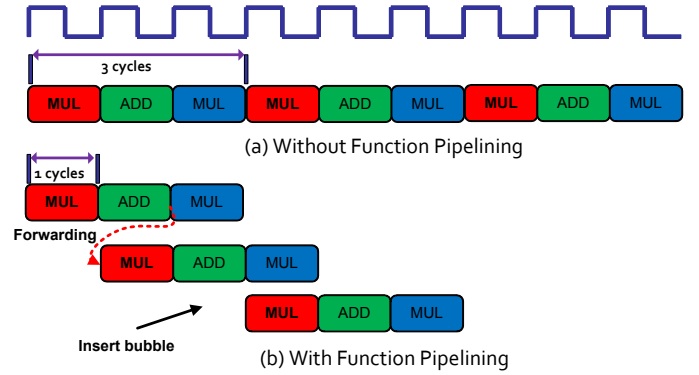 3 cycles
MUL ADD MUL MUL ADD MUL MUL ADD MUL
(a) Without Function Pipelining
1 cycles
MUL ADD MUL
Forwarding
MUL ADD MUL
MUL ADD MUL
Insert bubble
(b) With Function Pipelining